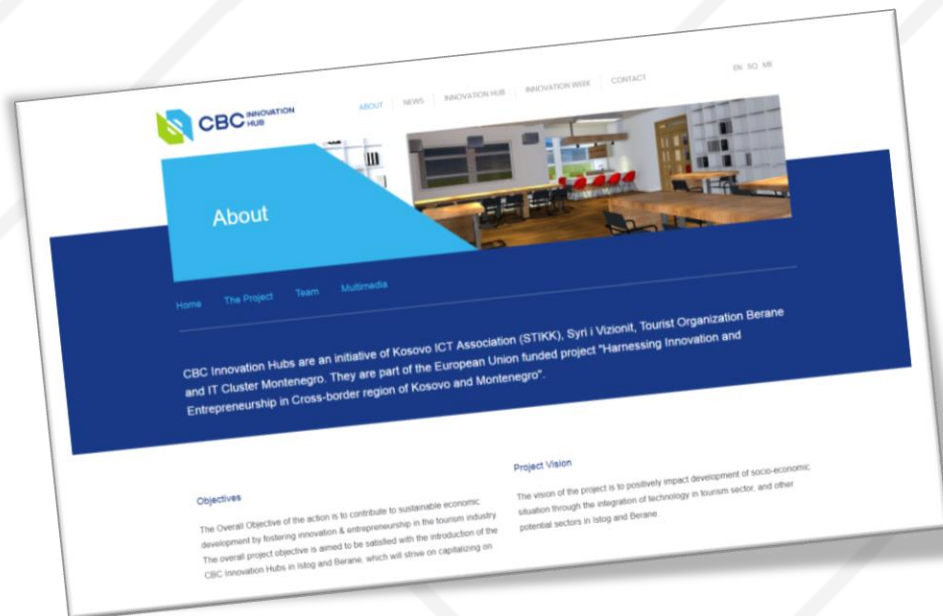 CBC INNOVATION
HUB
ABOUT NEWS INNOVATION HUB INNOVATION WEEK CONTACT
EN SQ ME
About
Home The Project Team Multimedia
CBC Innovation Hubs are an initiative of Kosovo ICT Association (STIKK), Syri i Vizionit, Tourist Organization Berane
and IT Cluster Montenegro. They are part of the European Union funded project "Harnessing Innovation and
Entrepreneurship in Cross-border region of Kosovo and Montenegro".
Objectives
The Overall Objective of the action is to contribute to sustainable economic
development by fostering innovation & entrepreneurship in the tourism industry.
The overall project objective is aimed to be satisfied with the introduction of the
CBC Innovation Hubs in Istog and Berane, which will strive on capitalizing on
Project Vision
The vision of the project is to positively impact development of socio-economic
situation through the integration of technology in tourism sector, and other
potential sectors in Istog and Berane.